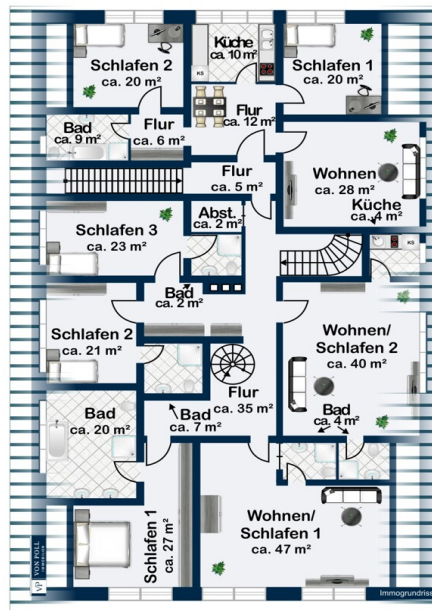 Schlafen 2
ca. 20 m²
Küche
ca. 10 m²
KS
Schlafen 1
ca. 20 m²
Bad
ca. 9 m²
Flur
ca. 6 m²
Flur
ca. 12 m²
Flur
ca. 5 m²
Wohnen
ca. 28 m²
Küche
ca. 4 m²
KS
Abst.
ca. 2 m²
Schlafen 3
ca. 23 m²
Bad
ca. 2 m²
Schlafen 2
ca. 21 m²
Wohnen/
Schlafen 2
ca. 40 m²
Flur
ca. 35 m²
Bad
ca. 20 m²
Bad
ca. 7 m²
Bad
ca. 4 m²
Schlafen 1
ca. 27 m²
Wohnen/
Schlafen 1
ca. 47 m²
VON POLL
VP
Immogrundriss